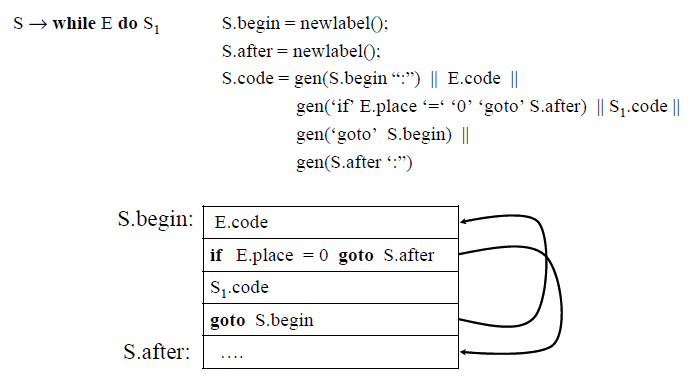 S → while E do S₁ S.begin = newlabel();
S.after = newlabel();
S.code = gen(S.begin “:”) || E.code ||
gen(‘if’ E.place ‘=‘ ‘0’ ‘goto’ S.after) || S₁.code ||
gen(‘goto’ S.begin) ||
gen(S.after ‘:”)
S.begin: E.code
if E.place = 0 goto S.after
S₁.code
goto S.begin
S.after: ....